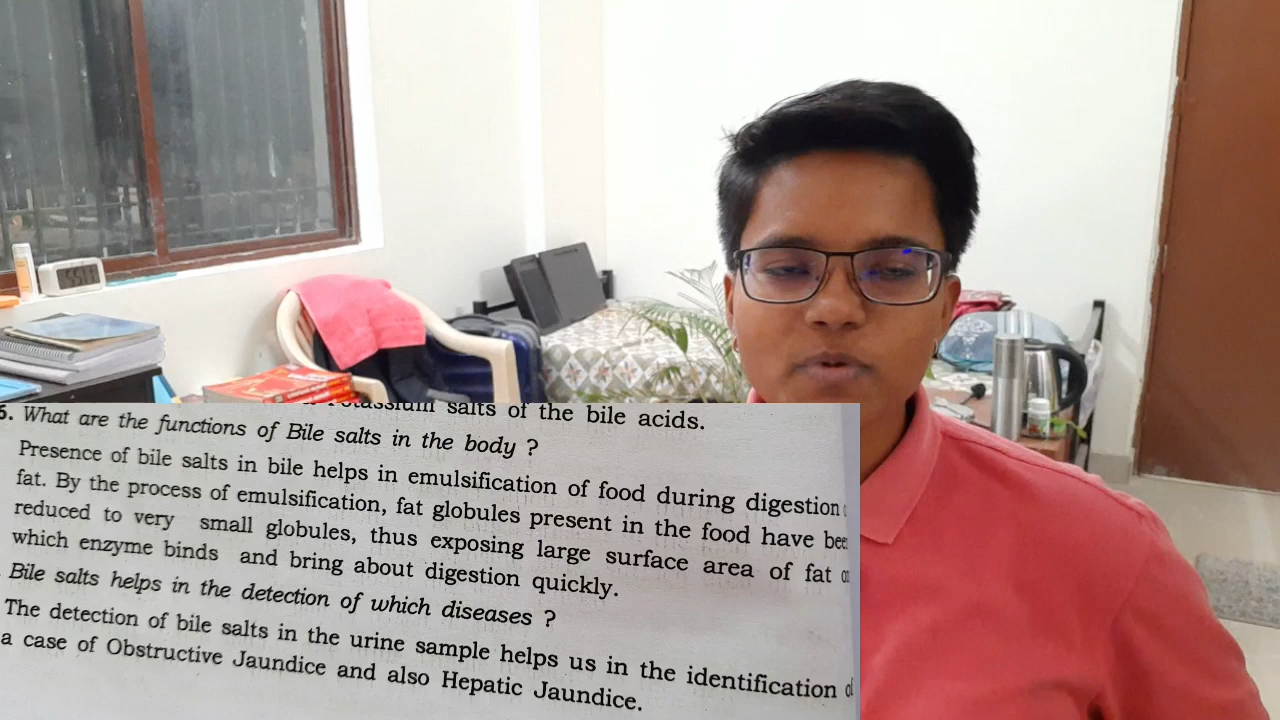 Potassium salts of the bile acids.
What are the functions of Bile salts in the body ?
Presence of bile salts in bile helps in emulsification of food during digestion
fat. By the process of emulsification, fat globules present in the food have been
reduced to very small globules, thus exposing large surface area of fat
which enzyme binds and bring about digestion quickly.
Bile salts helps in the detection of which diseases ?
The detection of bile salts in the urine sample helps us in the identification
a case of Obstructive Jaundice and also Hepatic Jaundice.